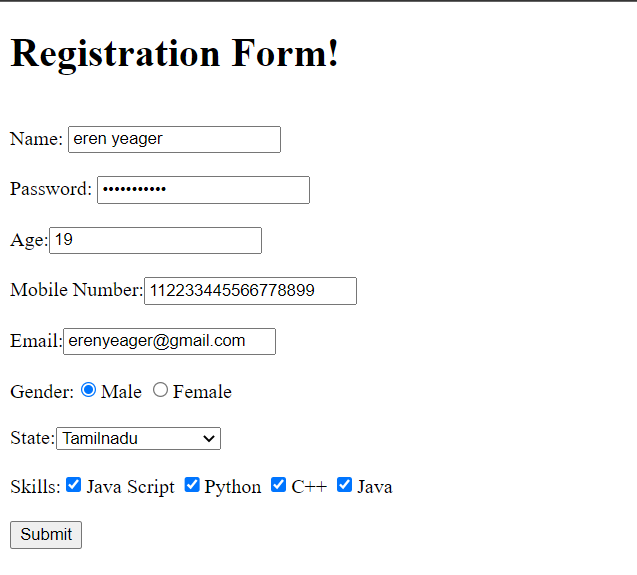 Registration Form!
Name: eren yeager
Password: •••••••••••
Age:19
Mobile Number:112233445566778899
Email:erenyeager@gmail.com
Gender: Male Female
State:Tamilnadu
Skills: Java Script Python C++ Java
Submit